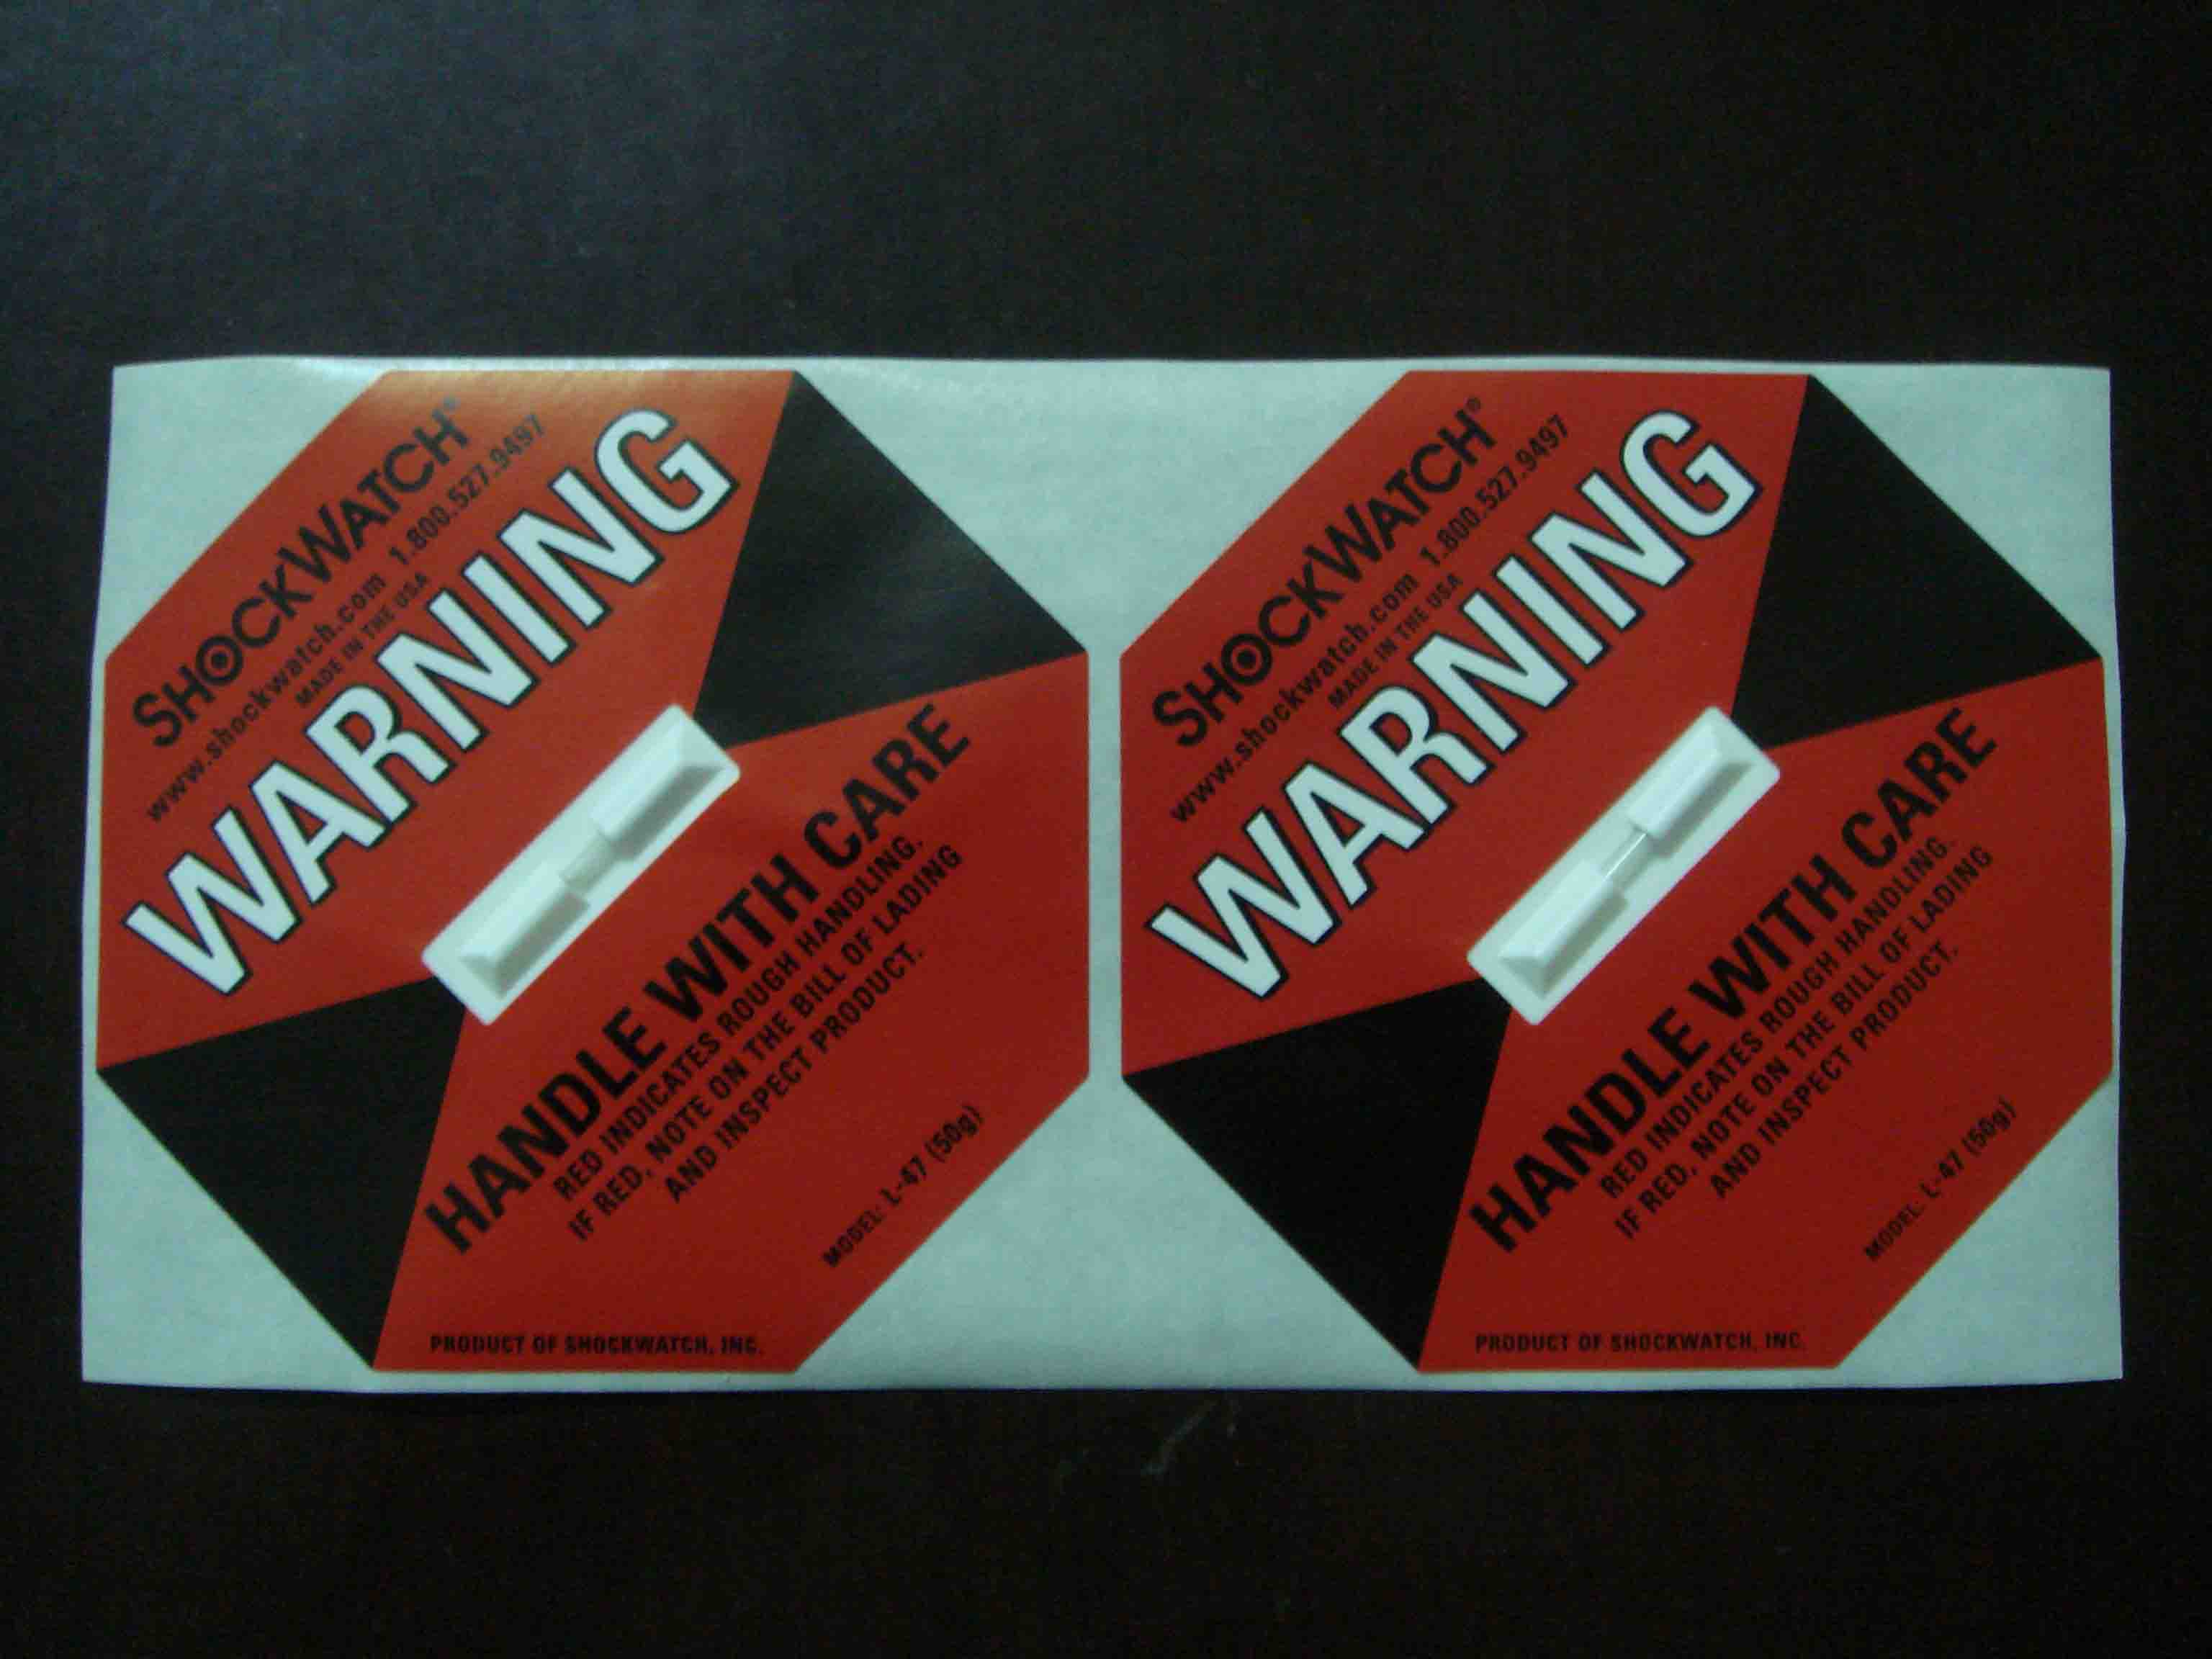 SHOCKWATCH®
www.shockwatch.com 1.800.527.9497
MADE IN THE USA
WARNING
HANDLE WITH CARE
RED INDICATES ROUGH HANDLING.
IF RED, NOTE ON THE BILL OF LADING
AND INSPECT PRODUCT.
MODEL: L-47 (50g)
PRODUCT OF SHOCKWATCH, INC.
SHOCKWATCH®
www.shockwatch.com 1.800.527.9497
MADE IN THE USA
WARNING
HANDLE WITH CARE
RED INDICATES ROUGH HANDLING.
IF RED, NOTE ON THE BILL OF LADING
AND INSPECT PRODUCT.
MODEL: L-47 (50g)
PRODUCT OF SHOCKWATCH, INC.